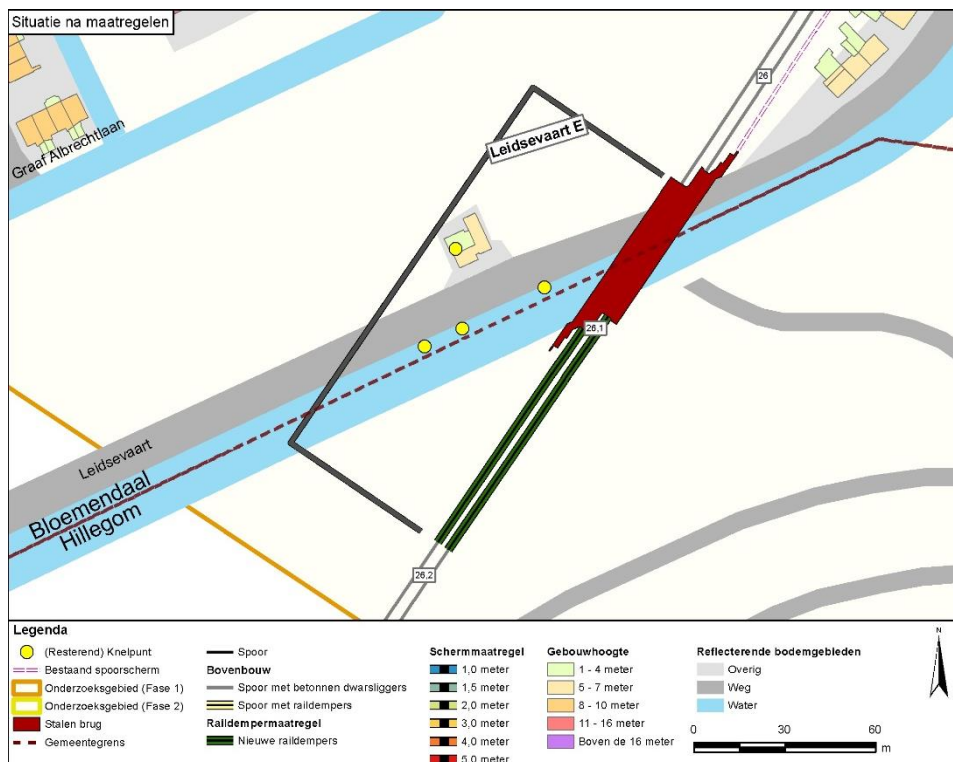 Situatie na maatregelen
Graaf Albrechtlaan
Leidsevaart E
26
26,1
26,2
Leidsevaart
Bloemendaal
Hillegom
Legenda
(Resterend) Knelpunt
Bestaand spoorscherm
Onderzoeksgebied (Fase 1)
Onderzoeksgebied (Fase 2)
Stalen brug
Gemeentegrens
Spoor
Bovenbouw
Spoor met betonnen dwarsliggers
Spoor met raildempers
Raildempermaatregel
Nieuwe raildempers
Schermmaatregel
1,0 meter
1,5 meter
2,0 meter
3,0 meter
4,0 meter
5,0 meter
Gebouwhoogte
1 - 4 meter
5 - 7 meter
8 - 10 meter
11 - 16 meter
Boven de 16 meter
Reflecterende bodemgebieden
Overig
Weg
Water
N
0 30 60
m